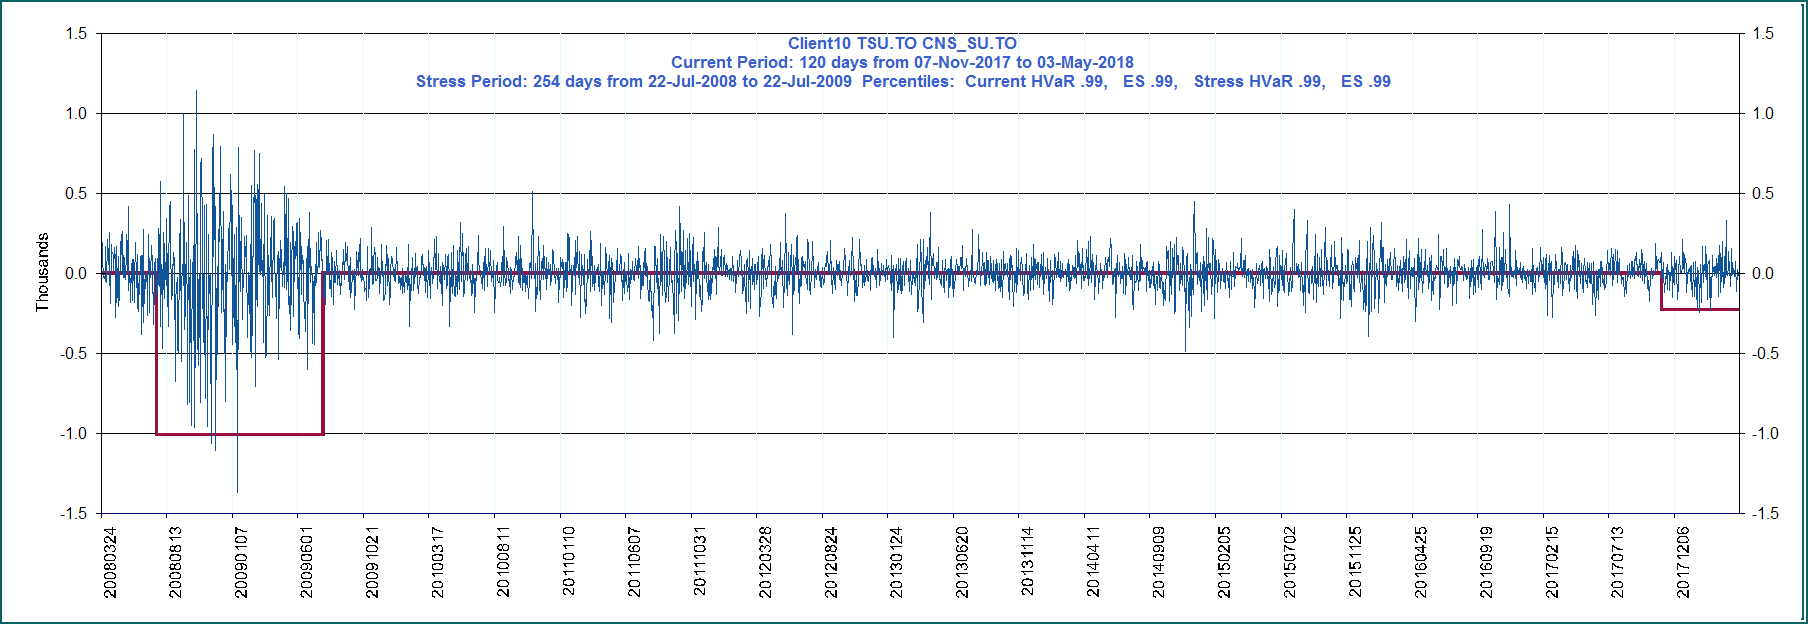 Client10 TSU.TO CNS_SU.TO
Current Period: 120 days from 07-Nov-2017 to 03-May-2018
Stress Period: 254 days from 22-Jul-2008 to 22-Jul-2009  Percentiles:  Current HVaR .99,   ES .99,   Stress HVaR .99,   ES .99
1.5 1.5
1.0 1.0
0.5 0.5
0.0 0.0
-0.5 -0.5
-1.0 -1.0
-1.5 -1.5
Thousands
20080324 20080813 20090107 20090601 20091021 20100317 20100811 20110110 20110607 20111031 20120328 20120824 20130124 20130620 20131114 20140411 20140909 20150205 20150702 20151125 20160425 20160919 20170215 20170713 20171206